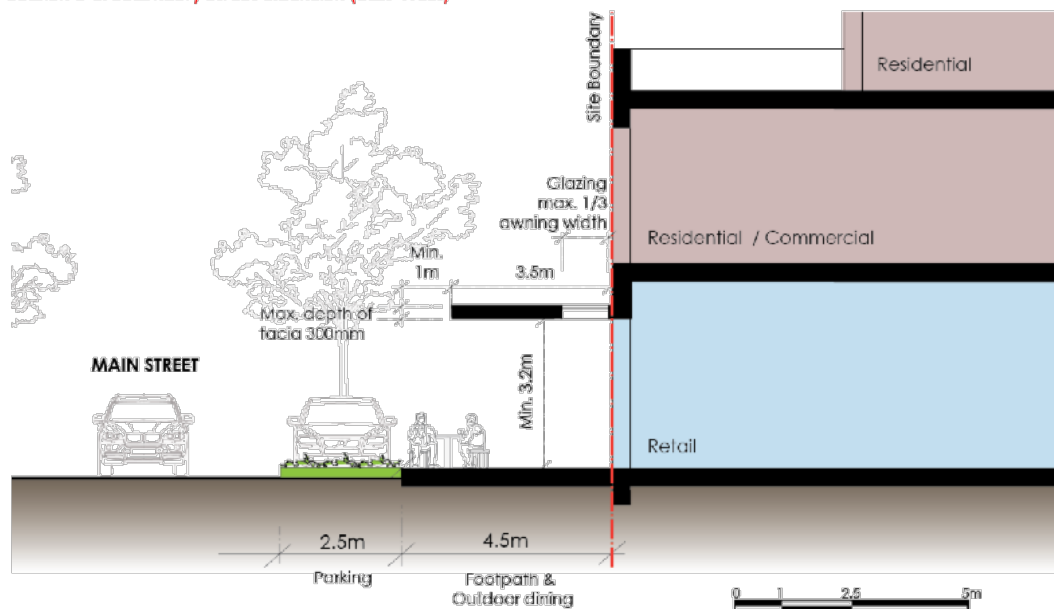 Site Boundary
Residential
Glazing
max. 1/3
awning width
Residential / Commercial
Min.
1m
3.5m
Max. depth of
facia 300mm
MAIN STREET
Min. 3.2m
Retail
2.5m
4.5m
Parking
Footpath &
Outdoor dining
0 1 2.5 5m